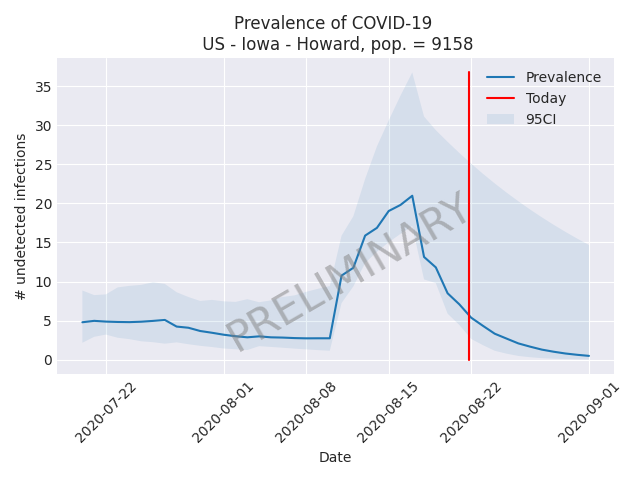 Prevalence of COVID-19
US - Iowa - Howard, pop. = 9158
Prevalence
Today
95CI
PRELIMINARY
# undetected infections
35
30
25
20
15
10
5
0
2020-07-22
2020-08-01
2020-08-08
2020-08-15
2020-08-22
2020-09-01
Date